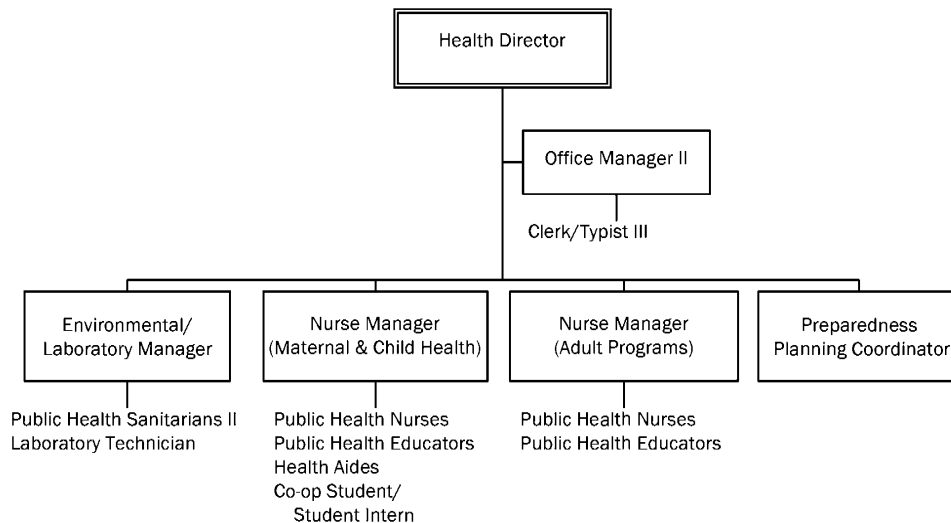 Health Director
Office Manager II
Clerk/Typist III
Environmental/
Laboratory Manager
Nurse Manager
(Maternal & Child Health)
Nurse Manager
(Adult Programs)
Preparedness
Planning Coordinator
Public Health Sanitarians II
Laboratory Technician
Public Health Nurses
Public Health Educators
Health Aides
Co-op Student/
Student Intern
Public Health Nurses
Public Health Educators